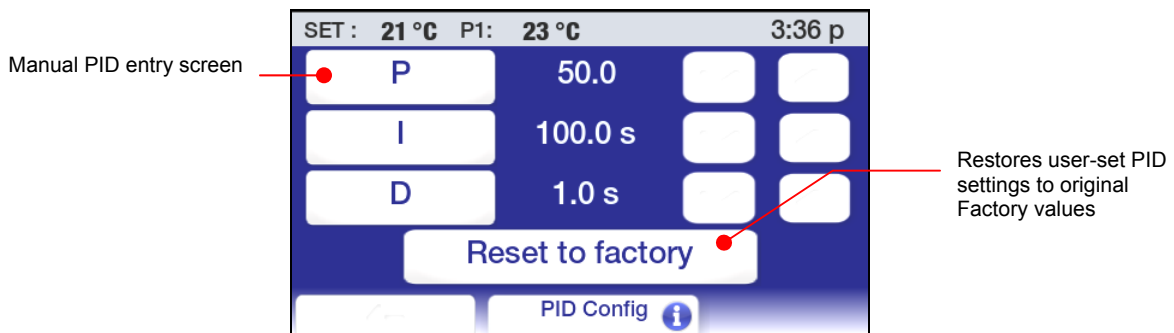 SET : 21 °C P1: 23 °C 3:36 p
Manual PID entry screen
P 50.0
I 100.0 s
D 1.0 s
Restores user-set PID
settings to original
Factory values
Reset to factory
PID Config i